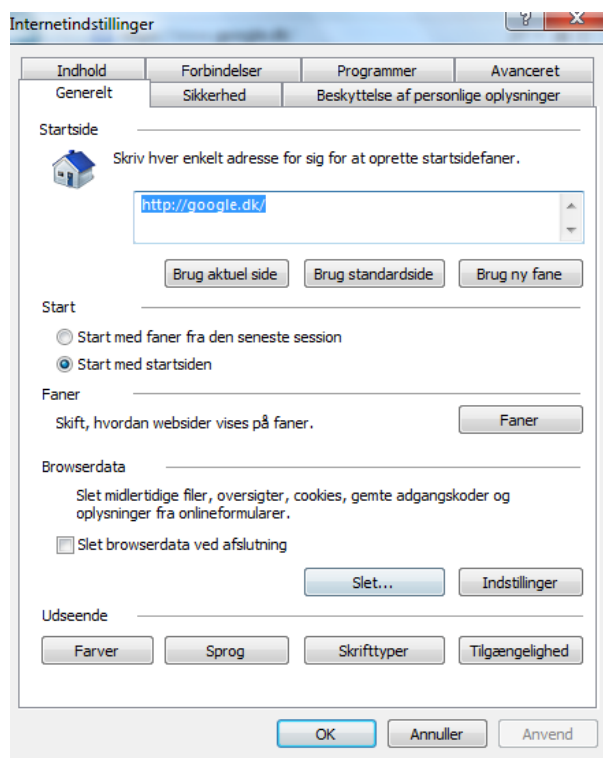 Internetindstillinger
Indhold Forbindelser Programmer Avanceret
Generelt Sikkerhed Beskyttelse af personlige oplysninger
Startside
Skriv hver enkelt adresse for sig for at oprette startsidefaner.
http://google.dk/
Brug aktuel side Brug standardside Brug ny fane
Start
Start med faner fra den seneste session
Start med startsiden
Faner
Skift, hvordan websider vises på faner.
Faner
Browserdata
Slet midlertidige filer, oversigter, cookies, gemte adgangskoder og
oplysninger fra onlineformularer.
Slet browserdata ved afslutning
Slet... Indstillinger
Udseende
Farver Sprog Skrifttyper Tilgængelighed
OK Annuller Anvend